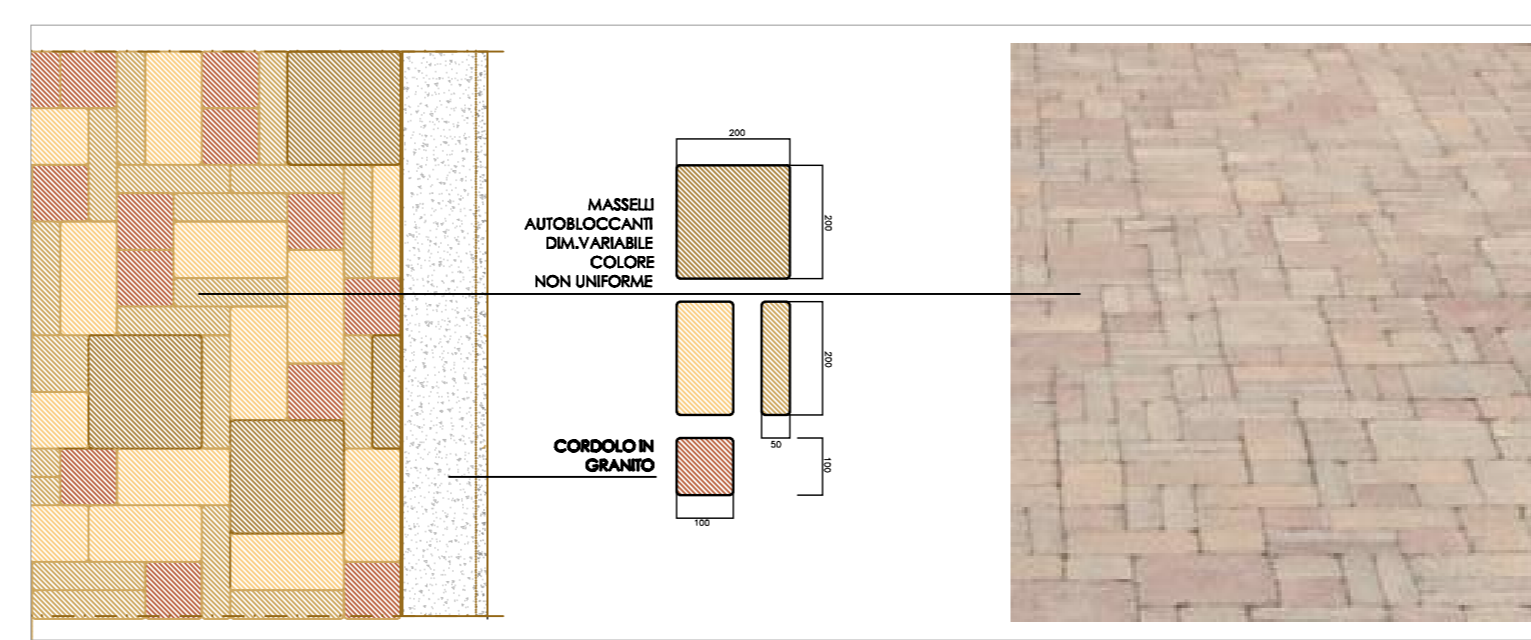 200
200
MASSELLI
AUTOBLOCCANTI
DIM.VARIABILE
COLORE
NON UNIFORME
200
50
CORDOLO IN
GRANITO
100
100